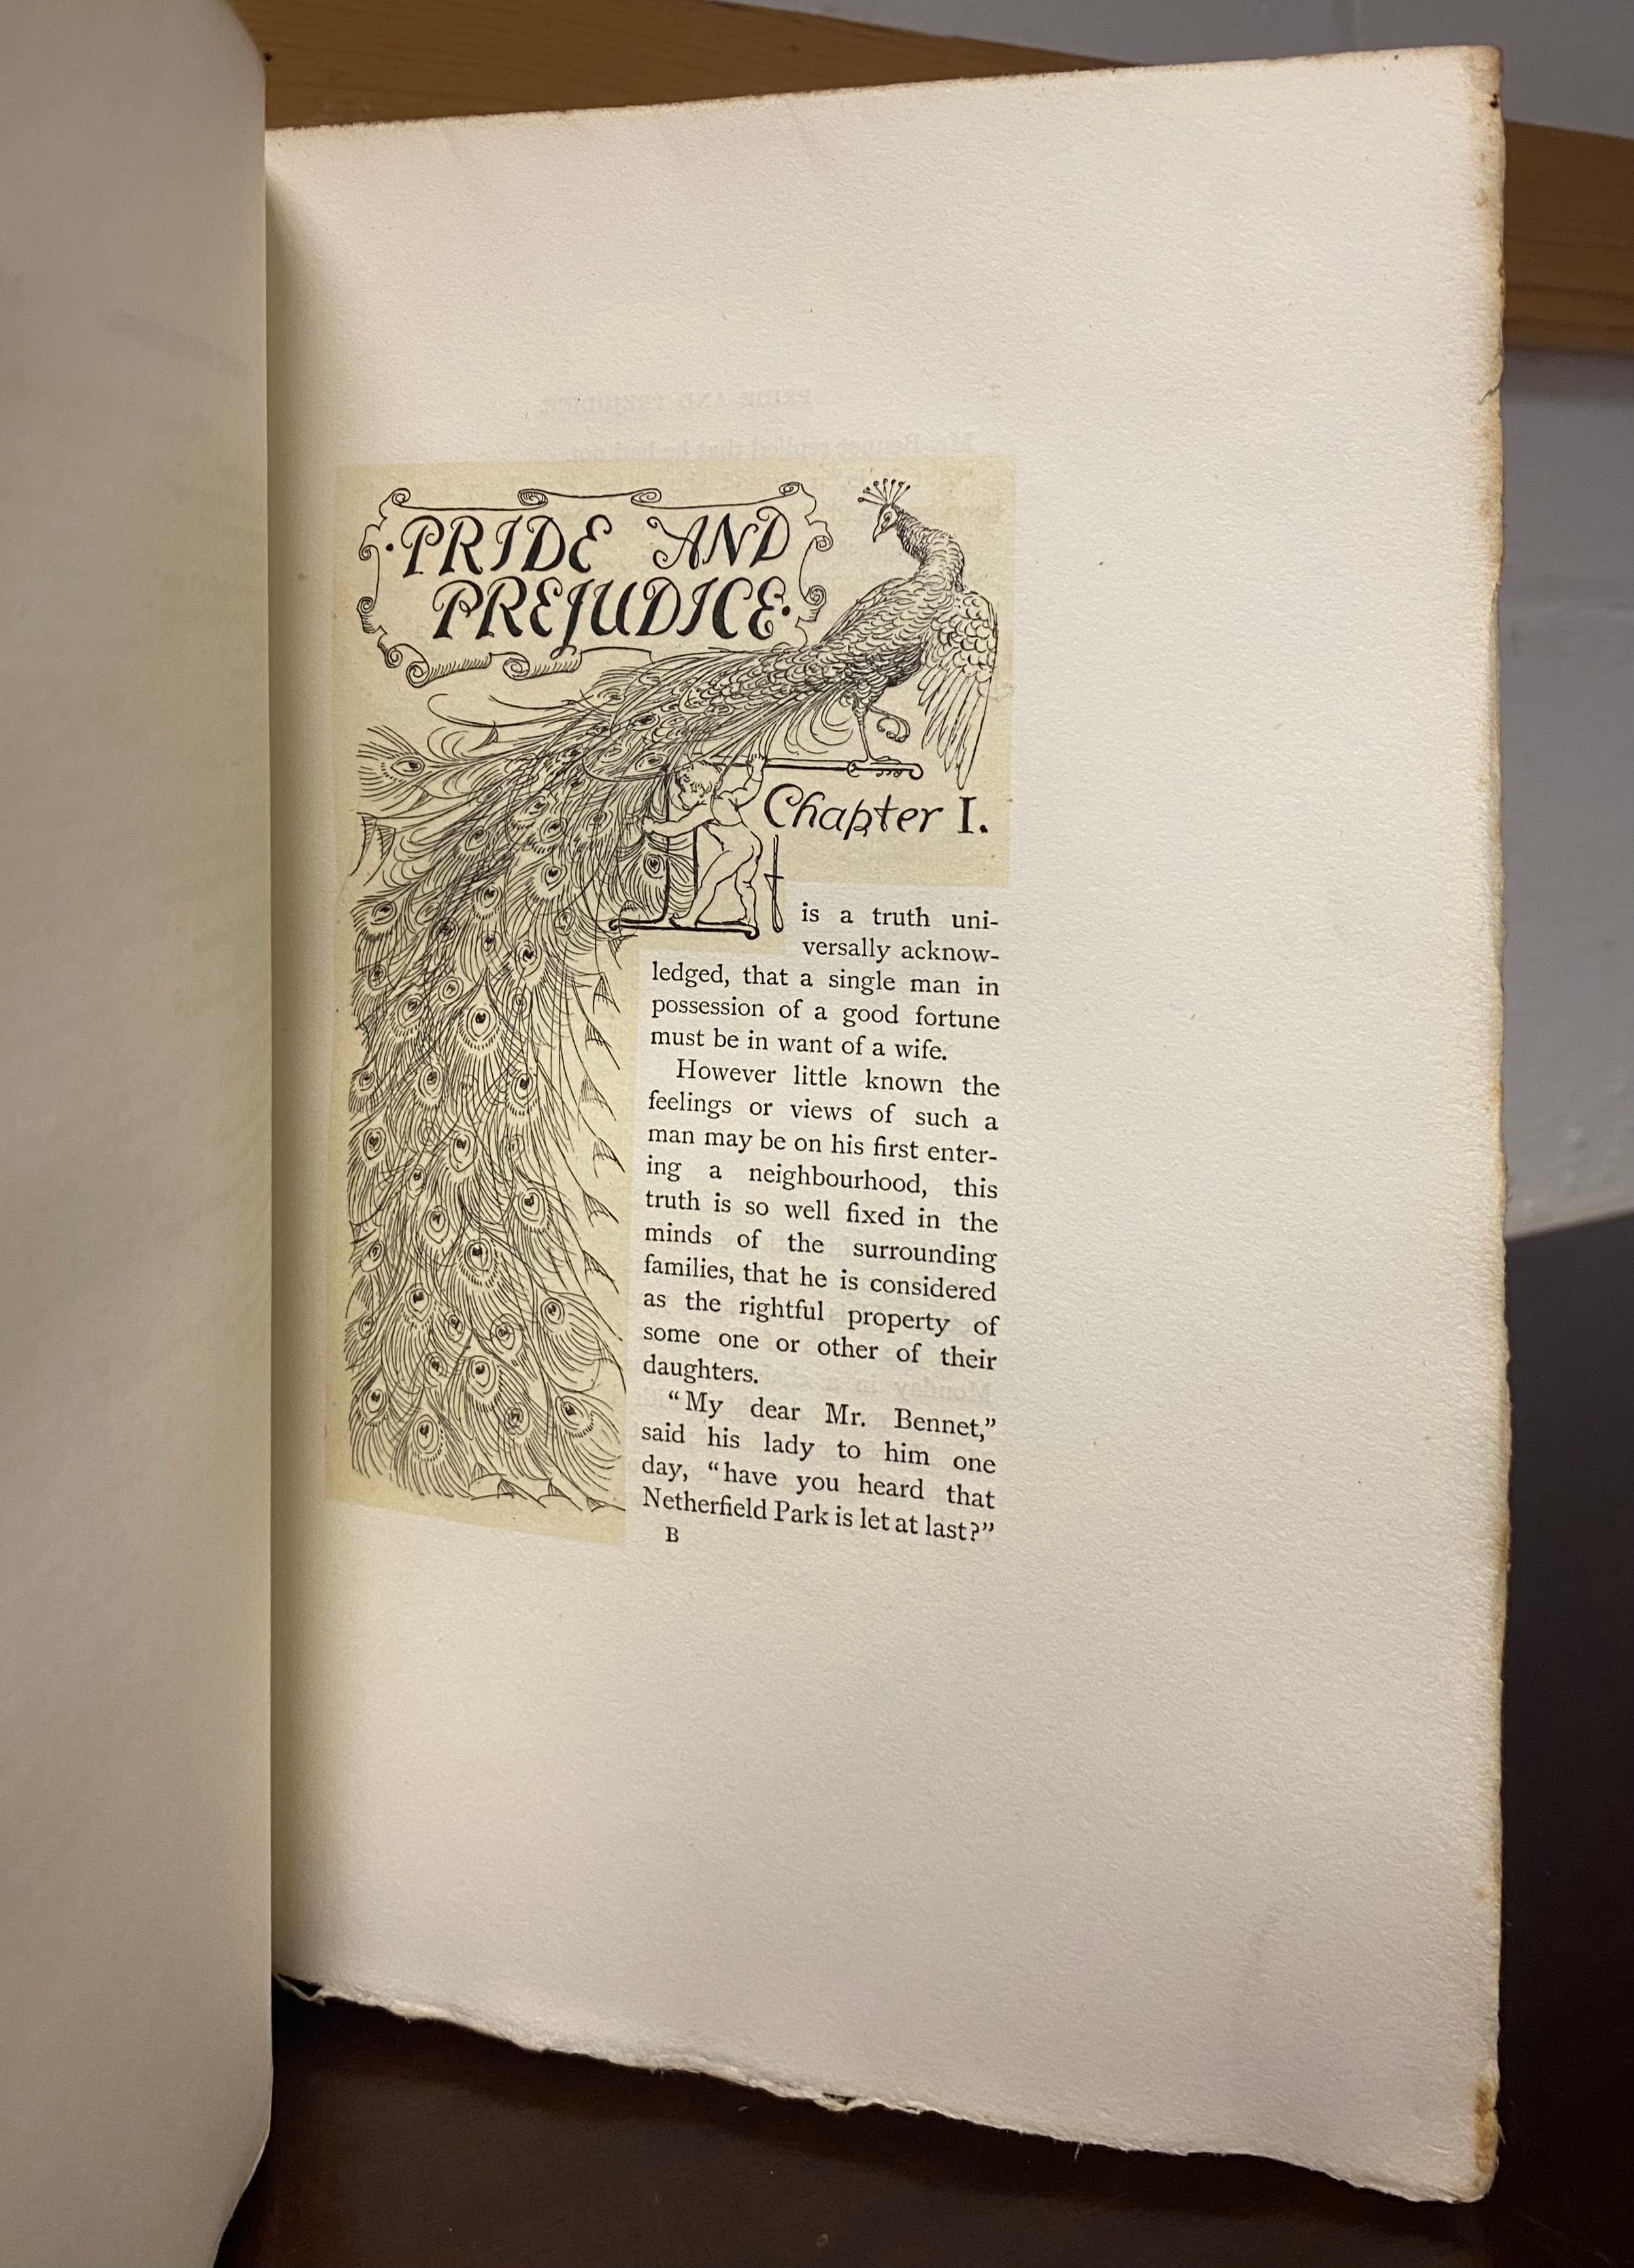 ·PRIDE AND
PREJUDICE·
Chapter I.
It is a truth uni-
versally acknow-
ledged, that a single man in
possession of a good fortune
must be in want of a wife.
However little known the
feelings or views of such a
man may be on his first enter-
ing a neighbourhood, this
truth is so well fixed in the
minds of the surrounding
families, that he is considered
as the rightful property of
some one or other of their
daughters.
“My dear Mr. Bennet,”
said his lady to him one
day, “have you heard that
Netherfield Park is let at last?”
B